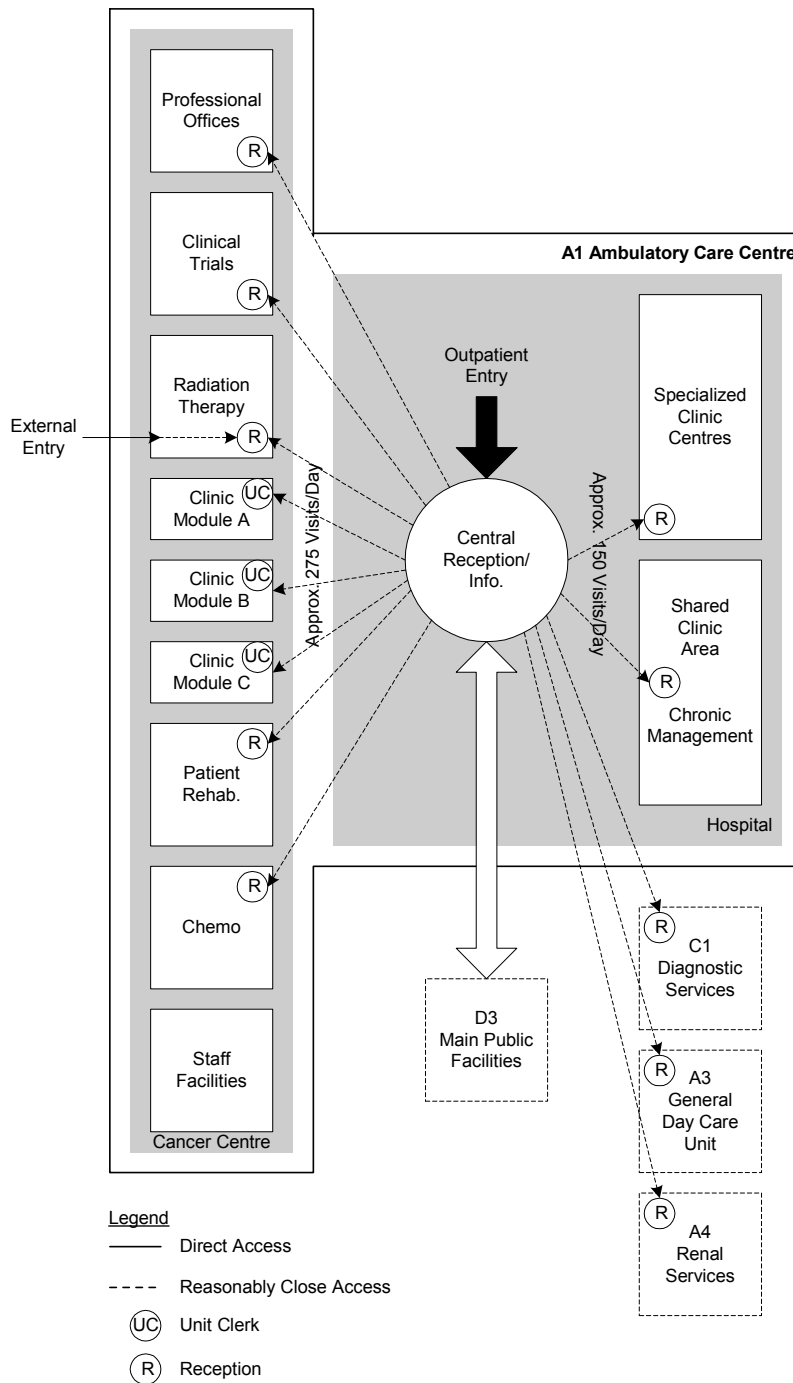 Professional
Offices
R
Clinical
Trials
R
A1 Ambulatory Care Centre
Outpatient
Entry
Specialized
Clinic
Centres
R
Radiation
Therapy
R
External
Entry
Clinic
Module A
UC
Clinic
Module B
UC
Clinic
Module C
UC
Approx. 275 Visits/Day
Central
Reception/
Info.
Approx. 150 Visits/Day
Shared
Clinic
Area
R
Chronic
Management
Hospital
R
Patient
Rehab.
R
Chemo
Staff
Facilities
Cancer Centre
D3
Main Public
Facilities
R
C1
Diagnostic
Services
R
A3
General
Day Care
Unit
R
A4
Renal
Services
Legend
Direct Access
Reasonably Close Access
UC Unit Clerk
R Reception